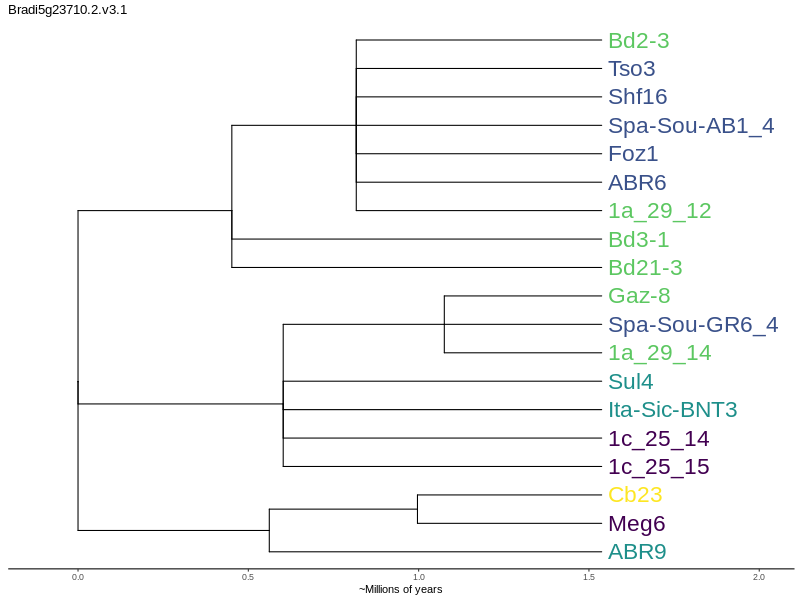 Bradi5g23710.2.v3.1
Bd2-3
Tso3
Shf16
Spa-Sou-AB1_4
Foz1
ABR6
1a_29_12
Bd3-1
Bd21-3
Gaz-8
Spa-Sou-GR6_4
1a_29_14
Sul4
Ita-Sic-BNT3
1c_25_14
1c_25_15
Cb23
Meg6
ABR9
0.0 0.5 1.0 1.5 2.0
~Millions of years